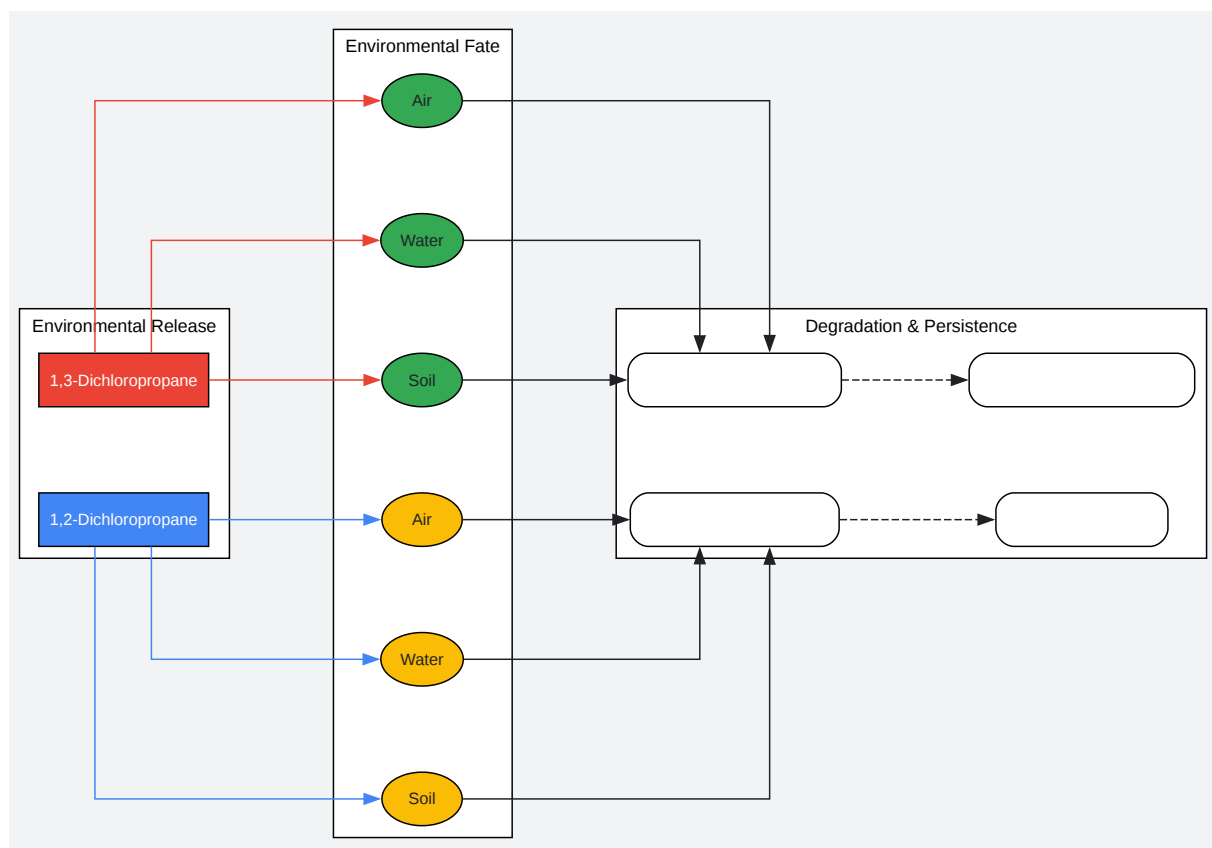 Environmental Fate
Air
Water
Environmental Release
Degradation & Persistence
1,3-Dichloropropane
Soil
1,2-Dichloropropane
Air
Water
Soil